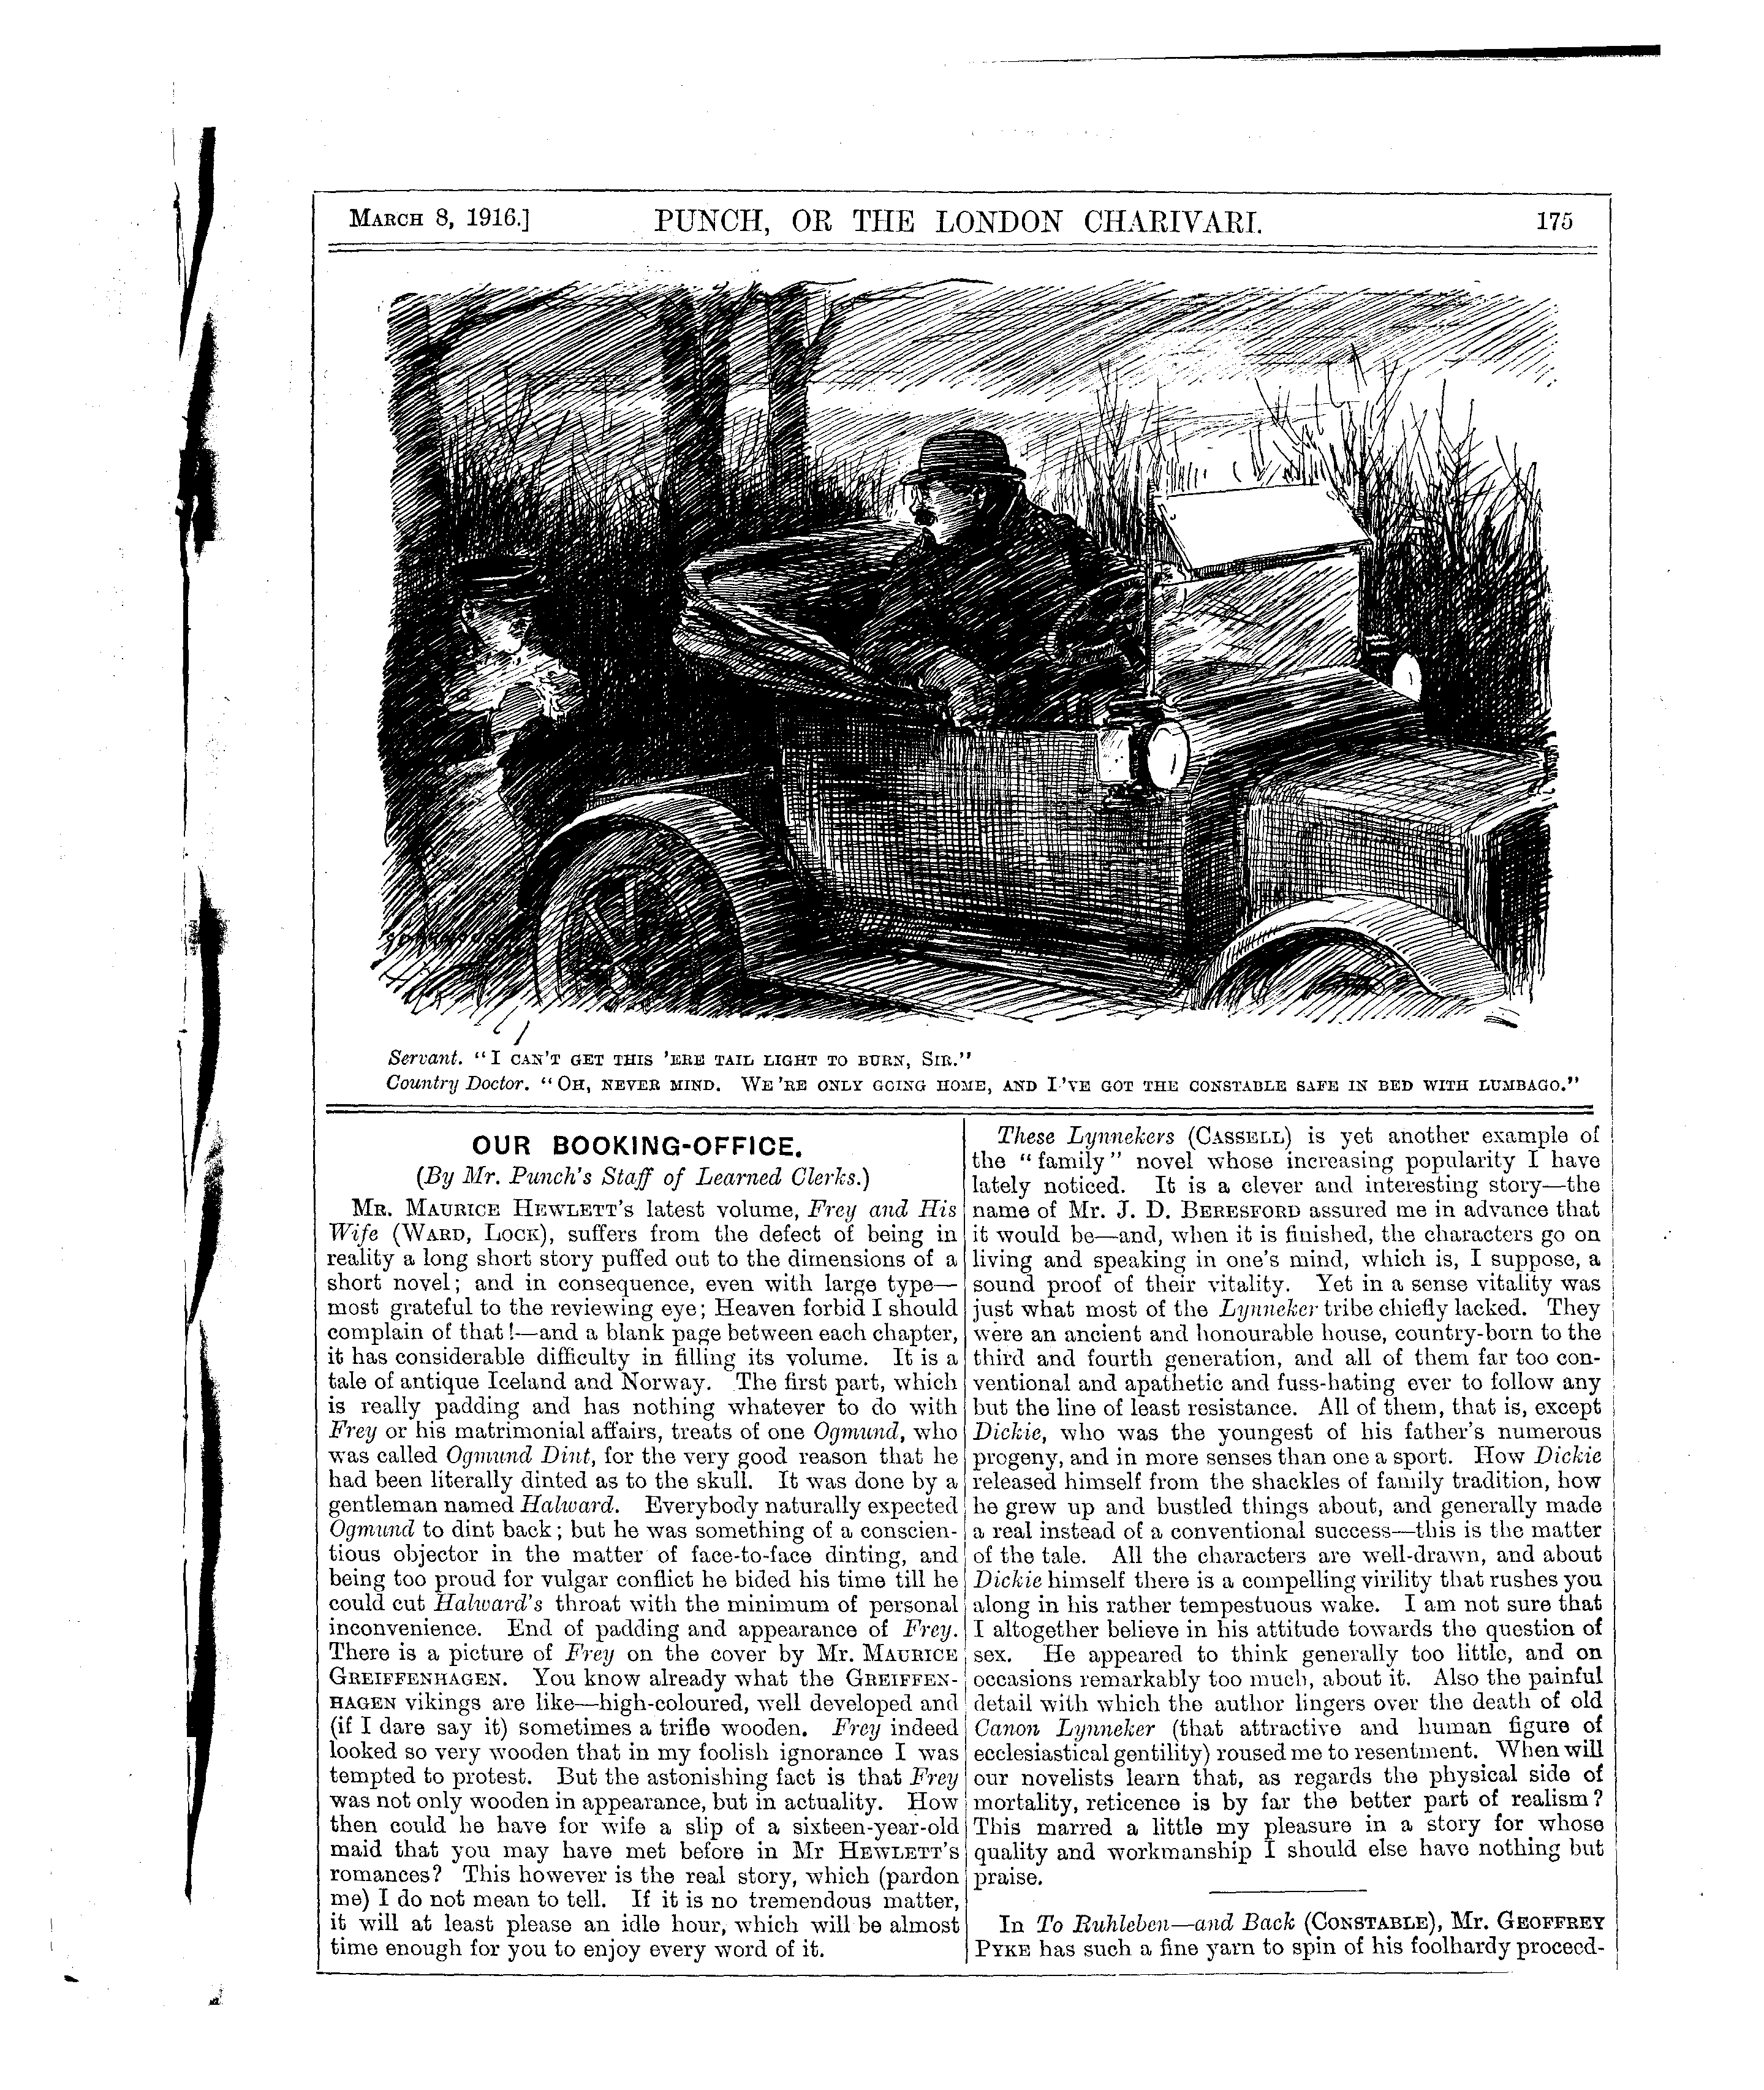 MARCH 8, 1916.] PUNCH, OR THE LONDON CHARIVARI. 175
Servant. "I CAN'T GET THIS 'ERE TAIL LIGHT TO BURN, SIR."
Country Doctor. "OH, NEVER MIND. WE'RE ONLY GOING HOME, AND I'VE GOT THE CONSTABLE SAFE IN BED WITH LUMBAGO."
OUR BOOKING-OFFICE.
(By Mr. Punch's Staff of Learned Clerks.)
MR. MAURICE HEWLETT'S latest volume, Frey and His
Wife (WARD, LOCK), suffers from the defect of being in
reality a long short story puffed out to the dimensions of a
short novel; and in consequence, even with large type—
most grateful to the reviewing eye; Heaven forbid I should
complain of that!—and a blank page between each chapter,
it has considerable difficulty in filling its volume. It is a
tale of antique Iceland and Norway. The first part, which
is really padding and has nothing whatever to do with
Frey or his matrimonial affairs, treats of one Ogmund, who
was called Ogmund Dint, for the very good reason that he
had been literally dinted as to the skull. It was done by a
gentleman named Halward. Everybody naturally expected
Ogmund to dint back; but he was something of a conscien-
tious objector in the matter of face-to-face dinting, and
being too proud for vulgar conflict he bided his time till he
could cut Halward's throat with the minimum of personal
inconvenience. End of padding and appearance of Frey.
There is a picture of Frey on the cover by Mr. MAURICE
GREIFFENHAGEN. You know already what the GREIFFEN-
HAGEN vikings are like—high-coloured, well developed and
(if I dare say it) sometimes a trifle wooden. Frey indeed
looked so very wooden that in my foolish ignorance I was
tempted to protest. But the astonishing fact is that Frey
was not only wooden in appearance, but in actuality. How
then could he have for wife a slip of a sixteen-year-old
maid that you may have met before in Mr HEWLETT'S
romances? This however is the real story, which (pardon
me) I do not mean to tell. If it is no tremendous matter,
it will at least please an idle hour, which will be almost
time enough for you to enjoy every word of it.
These Lynnekers (CASSELL) is yet another example of
the "family" novel whose increasing popularity I have
lately noticed. It is a clever and interesting story—the
name of Mr. J. D. BERESFORD assured me in advance that
it would be—and, when it is finished, the characters go on
living and speaking in one's mind, which is, I suppose, a
sound proof of their vitality. Yet in a sense vitality was
just what most of the Lynneker tribe chiefly lacked. They
were an ancient and honourable house, country-born to the
third and fourth generation, and all of them far too con-
ventional and apathetic and fuss-hating ever to follow any
but the line of least resistance. All of them, that is, except
Dickie, who was the youngest of his father's numerous
progeny, and in more senses than one a sport. How Dickie
released himself from the shackles of family tradition, how
he grew up and bustled things about, and generally made
a real instead of a conventional success—this is the matter
of the tale. All the characters are well-drawn, and about
Dickie himself there is a compelling virility that rushes you
along in his rather tempestuous wake. I am not sure that
I altogether believe in his attitude towards the question of
sex. He appeared to think generally too little, and on
occasions remarkably too much, about it. Also the painful
detail with which the author lingers over the death of old
Canon Lynneker (that attractive and human figure of
ecclesiastical gentility) roused me to resentment. When will
our novelists learn that, as regards the physical side of
mortality, reticence is by far the better part of realism?
This marred a little my pleasure in a story for whose
quality and workmanship I should else have nothing but
praise.
In To Ruhleben—and Back (CONSTABLE), Mr. GEOFFREY
PYKE has such a fine yarn to spin of his foolhardy proceed-